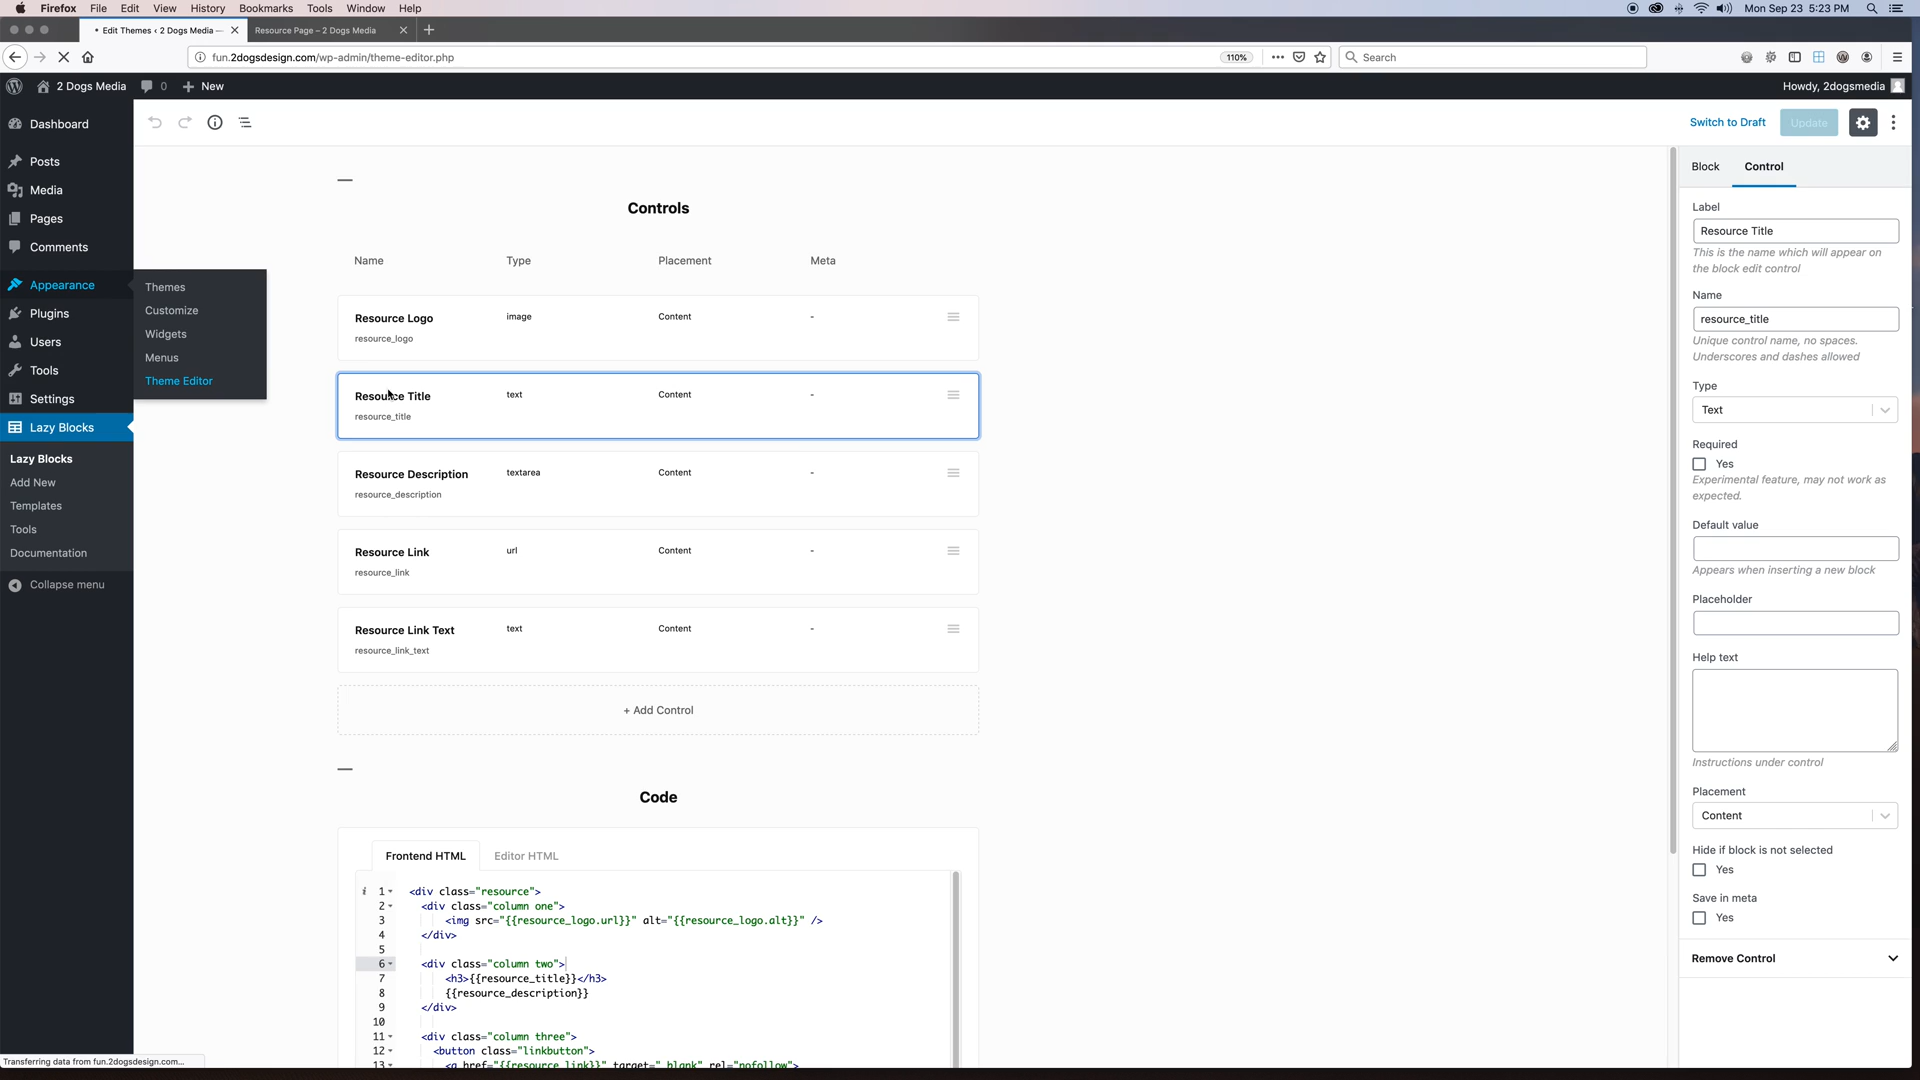 Firefox File Edit View History Bookmarks Tools Window Help Mon Sep 23 5:23 PM
• Edit Themes ‹ 2 Dogs Media — Resource Page – 2 Dogs Media
fun.2dogsdesign.com/wp-admin/theme-editor.php 110% Search
2 Dogs Media 0 New Howdy, 2dogsmedia
Dashboard
Posts
Media
Pages
Comments
Appearance
Plugins
Users
Tools
Settings
Lazy Blocks
Lazy Blocks
Add New
Templates
Tools
Documentation
Collapse menu
Themes
Customize
Widgets
Menus
Theme Editor
Switch to Draft Update
Controls
Name Type Placement Meta
Resource Logo image Content -
resource_logo
Resource Title text Content -
resource_title
Resource Description textarea Content -
resource_description
Resource Link url Content -
resource_link
Resource Link Text text Content -
resource_link_text
+ Add Control
Code
Frontend HTML Editor HTML
i 1 <div class="resource">
2 <div class="column one">
3 <img src="{{resource_logo.url}}" alt="{{resource_logo.alt}}" />
4 </div>
5
6 <div class="column two">
7 <h3>{{resource_title}}</h3>
8 {{resource_description}}
9 </div>
10
11 <div class="column three">
12 <button class="linkbutton">
13 <a href="{{resource_link}}" target="_blank" rel="nofollow">
Block Control
Label
Resource Title
This is the name which will appear on
the block edit control
Name
resource_title
Unique control name, no spaces.
Underscores and dashes allowed
Type
Text
Required
Yes
Experimental feature, may not work as
expected.
Default value
Appears when inserting a new block
Placeholder
Help text
Instructions under control
Placement
Content
Hide if block is not selected
Yes
Save in meta
Yes
Remove Control
Transferring data from fun.2dogsdesign.com...